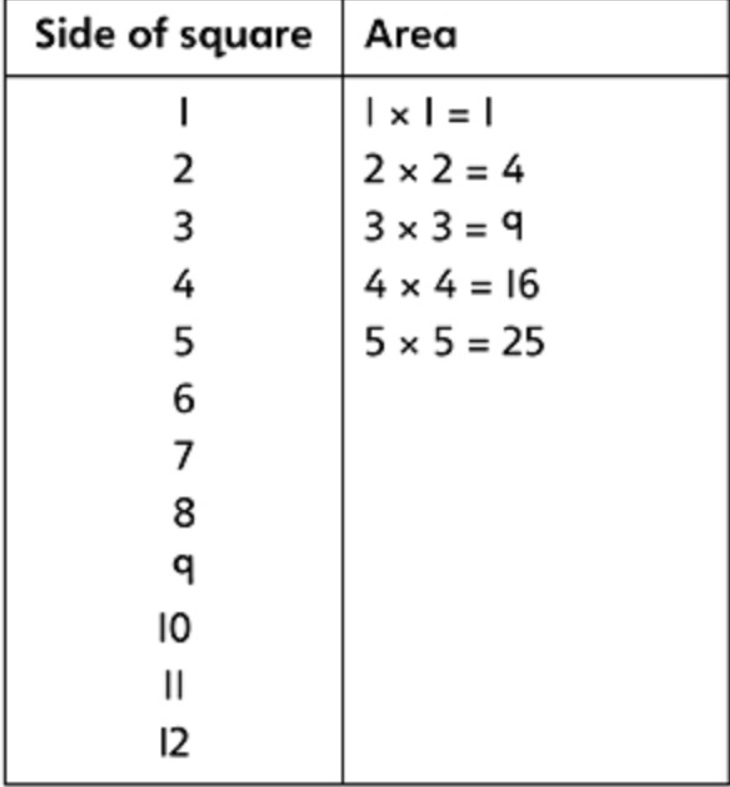 Side of square Area
1 1 × 1 = 1
2 2 × 2 = 4
3 3 × 3 = 9
4 4 × 4 = 16
5 5 × 5 = 25
6
7
8
9
10
11
12